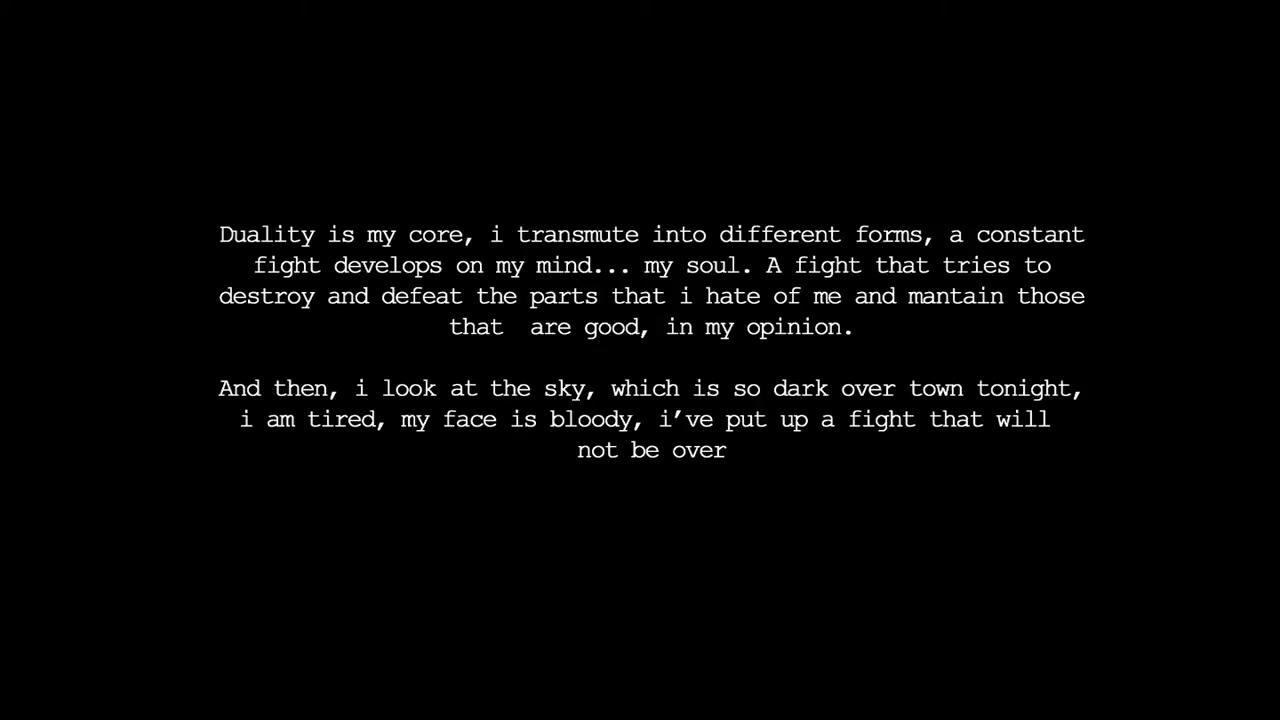 Duality is my core, i transmute into different forms, a constant
fight develops on my mind... my soul. A fight that tries to
destroy and defeat the parts that i hate of me and mantain those
that  are good, in my opinion.
And then, i look at the sky, which is so dark over town tonight,
i am tired, my face is bloody, i’ve put up a fight that will
not be over